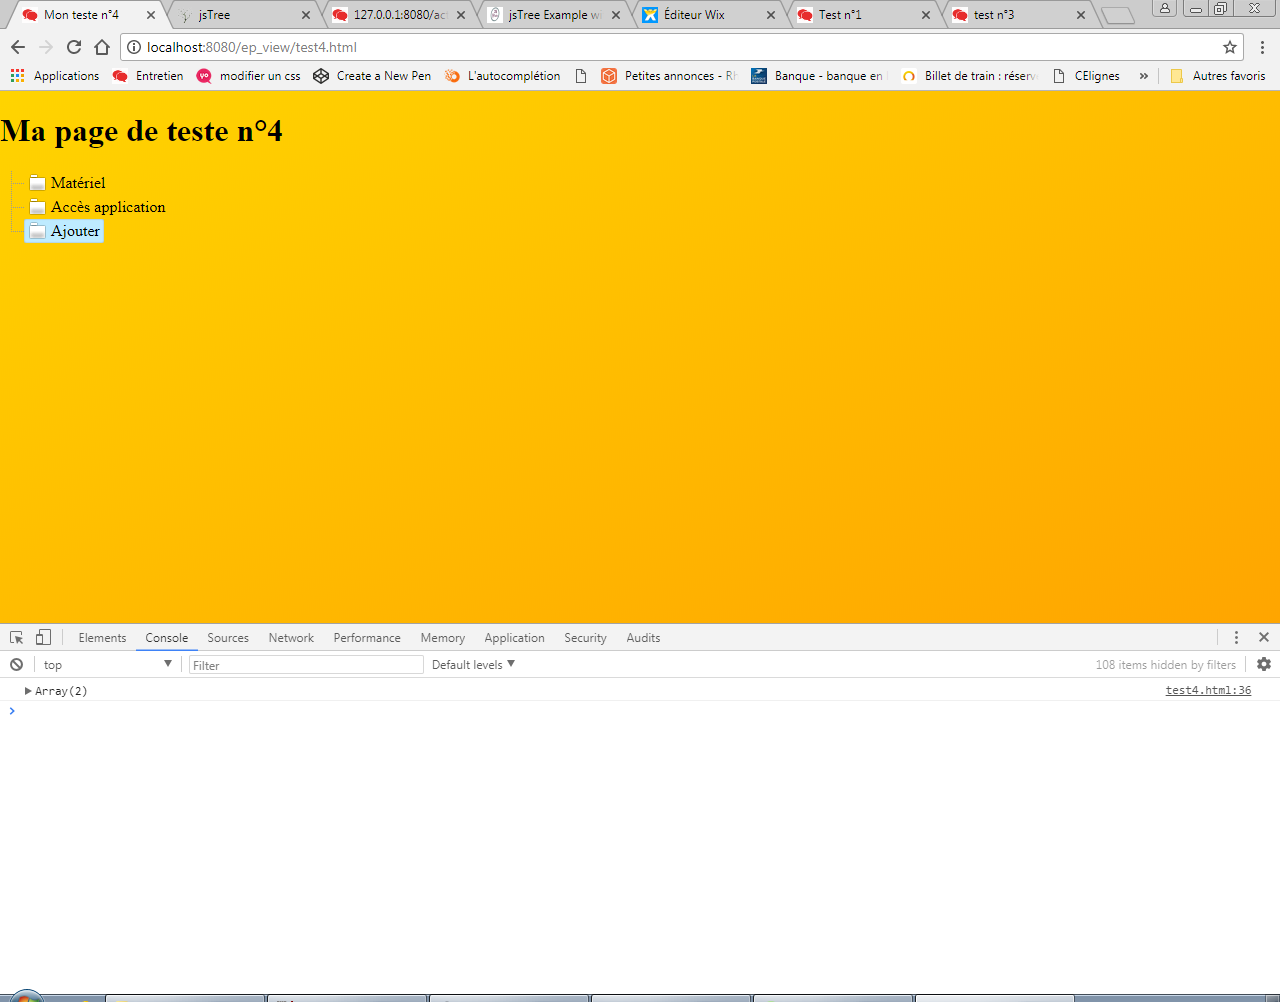 Mon teste n°4
jsTree
127.0.0.1:8080/ac
jsTree Example w
Éditeur Wix
Test n°1
test n°3
localhost:8080/ep_view/test4.html
Applications
Entretien
modifier un css
Create a New Pen
L'autocomplétion
Petites annonces - Rh
Banque - banque en
Billet de train : réserv
CElignes
»
Autres favoris
Ma page de teste n°4
Matériel
Accès application
Ajouter
Elements Console Sources Network Performance Memory Application Security Audits
top
Filter
Default levels
108 items hidden by filters
Array(2)
test4.html:36